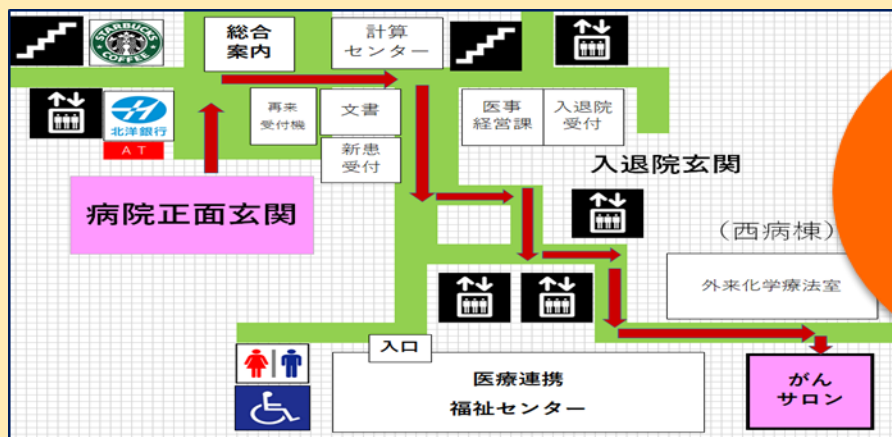 STARBUCKS
COFFEE
総合
案内
計算
センター
北洋銀行
AT
再来
受付機
文書
新患
受付
医事
経営課
入退院
受付
入退院玄関
病院正面玄関
(西病棟)
外来化学療法室
入口
医療連携
福祉センター
がん
サロン